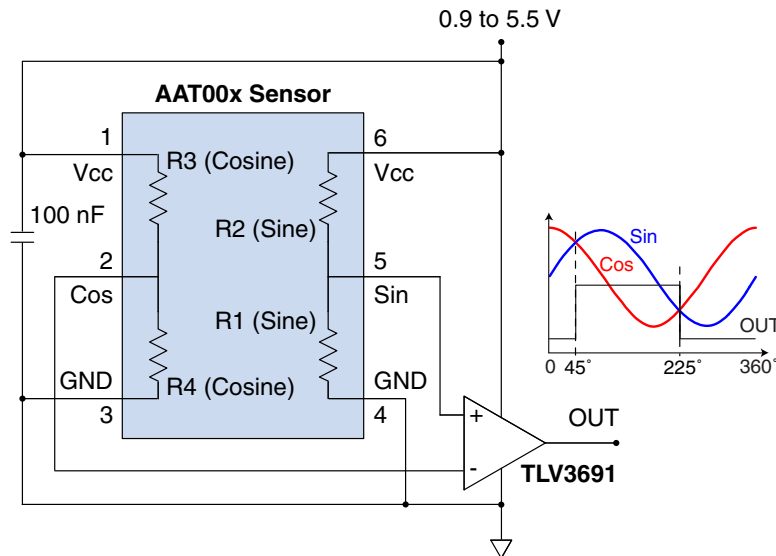 0.9 to 5.5 V
AAT00x Sensor
1
6
R3 (Cosine)
Vcc
Vcc
100 nF
R2 (Sine)
2
5
Cos
Sin
R1 (Sine)
GND
GND
R4 (Cosine)
3
4
+
-
OUT
TLV3691
Sin
Cos
OUT
0 45° 225° 360°